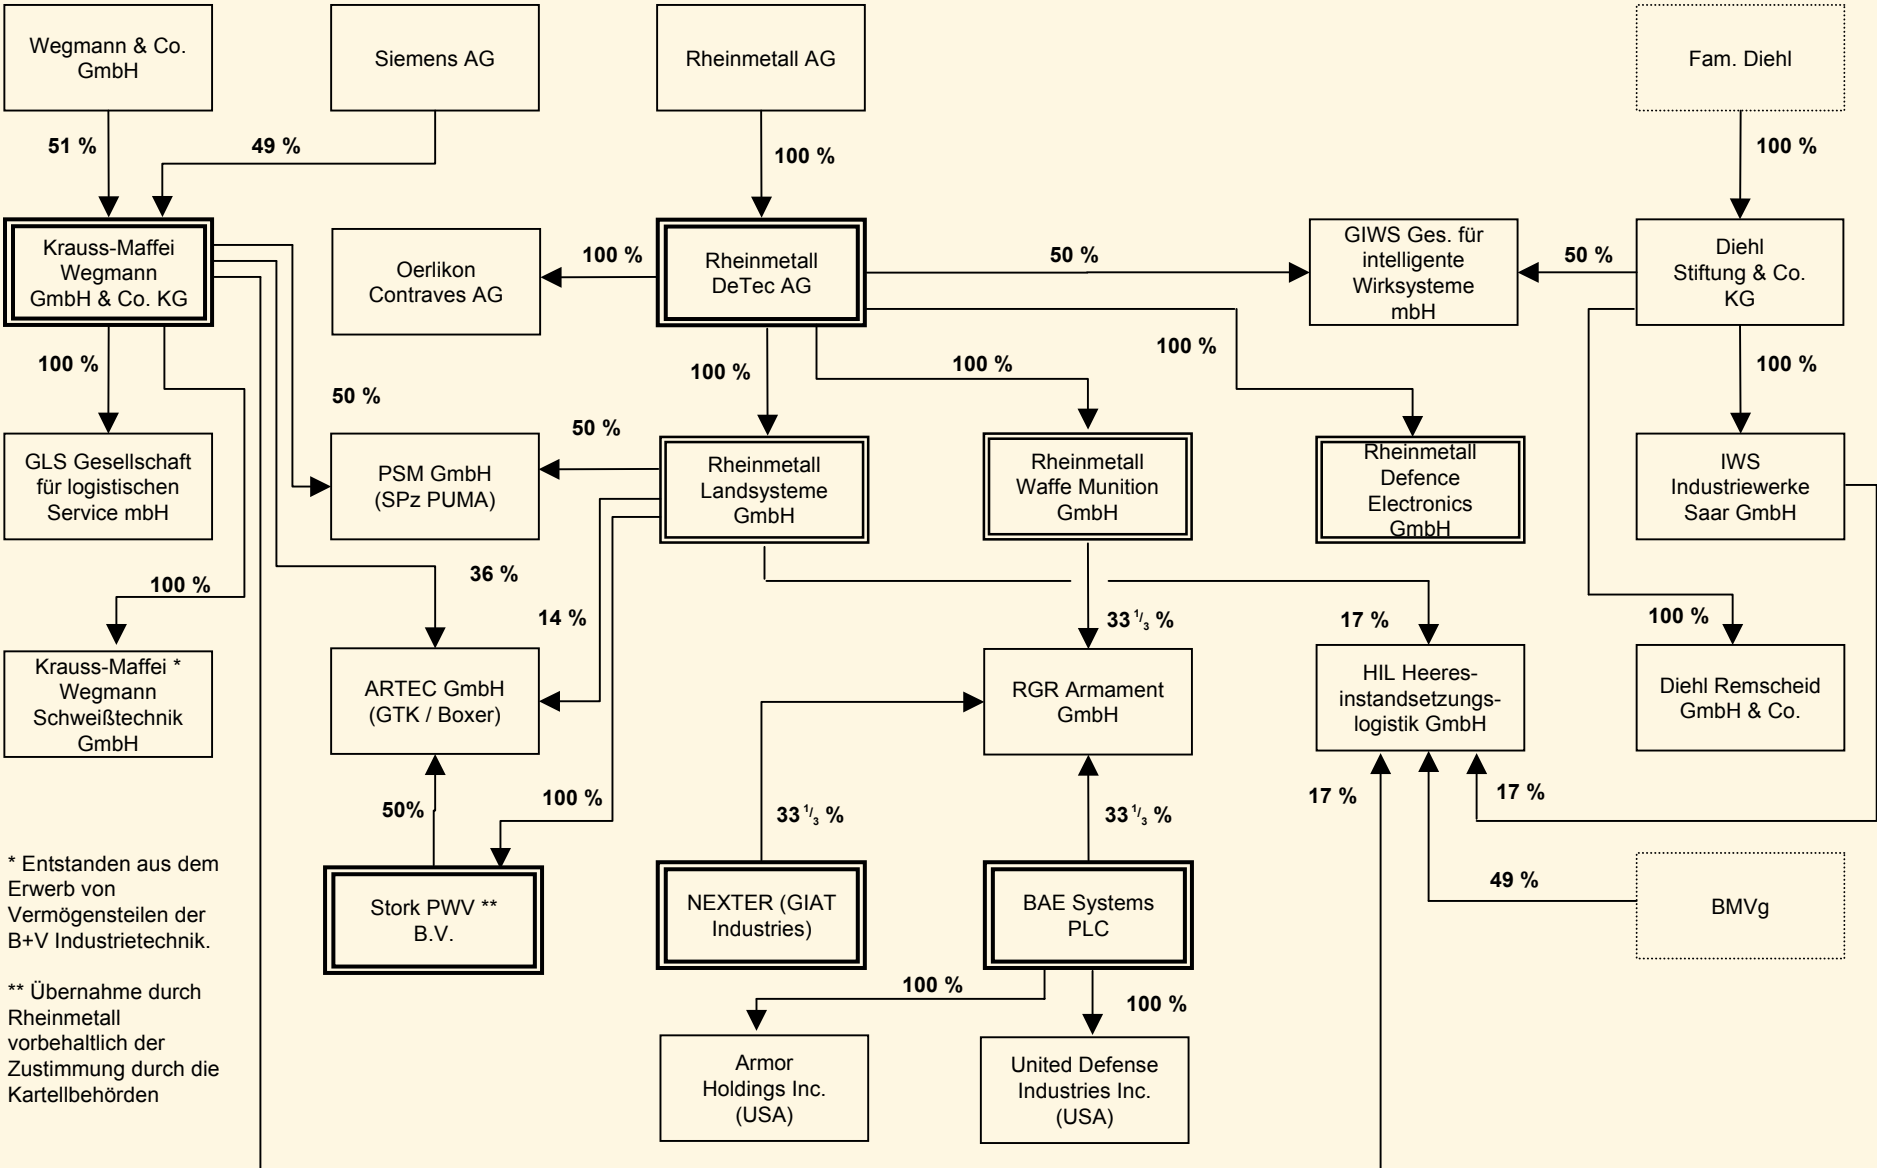 Wegmann & Co.
GmbH
Siemens AG
Rheinmetall AG
Fam. Diehl
51 %
49 %
100 %
100 %
Krauss-Maffei
Wegmann
GmbH & Co. KG
Oerlikon
Contraves AG
100 %
Rheinmetall
DeTec AG
50 %
GIWS Ges. für
intelligente
Wirksysteme
mbH
50 %
Diehl
Stiftung & Co.
KG
100 %
50 %
100 %
100 %
100 %
100 %
GLS Gesellschaft
für logistischen
Service mbH
PSM GmbH
(SPz PUMA)
50 %
Rheinmetall
Landsysteme
GmbH
Rheinmetall
Waffe Munition
GmbH
Rheinmetall
Defence
Electronics
GmbH
IWS
Industriewerke
Saar GmbH
100 %
36 %
14 %
33 1/3 %
17 %
100 %
Krauss-Maffei *
Wegmann
Schweißtechnik
GmbH
ARTEC GmbH
(GTK / Boxer)
RGR Armament
GmbH
HIL Heeres-
instandsetzungs-
logistik GmbH
Diehl Remscheid
GmbH & Co.
50%
100 %
33 1/3 %
33 1/3 %
17 %
17 %
* Entstanden aus dem
Erwerb von
Vermögensteilen der
B+V Industrietechnik.
Stork PWV **
B.V.
NEXTER (GIAT
Industries)
BAE Systems
PLC
49 %
BMVg
** Übernahme durch
Rheinmetall
vorbehaltlich der
Zustimmung durch die
Kartellbehörden
100 %
100 %
Armor
Holdings Inc.
(USA)
United Defense
Industries Inc.
(USA)